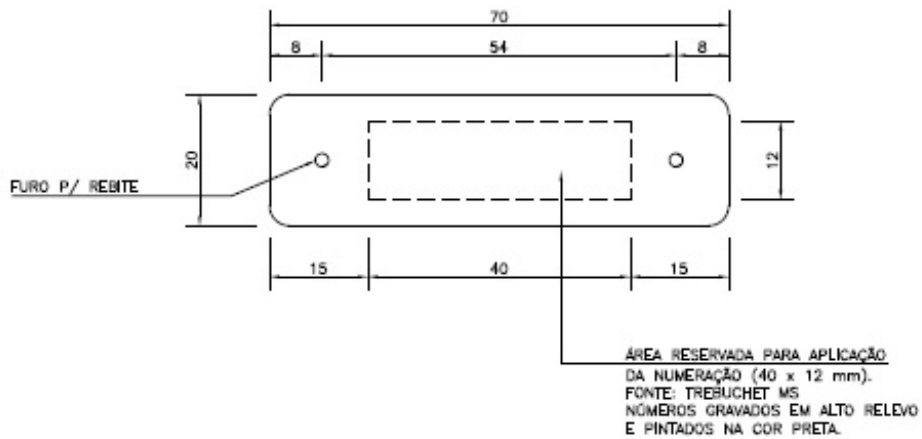 70
8
54
8
20
12
FURO P/ REBITE
15
40
15
ÁREA RESERVADA PARA APLICAÇÃO
DA NUMERAÇÃO (40 x 12 mm).
FONTE: TREBUCHET MS
NÚMEROS GRAVADOS EM ALTO RELEVO
E PINTADOS NA COR PRETA.